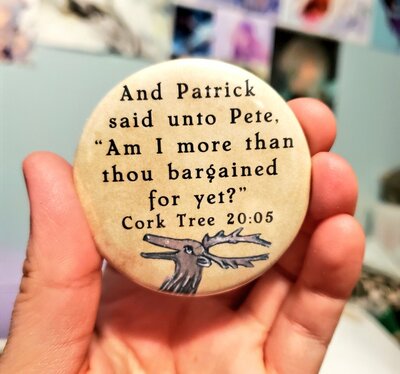 And Patrick
said unto Pete,
“Am I more than
thou bargained
for yet?”
Cork Tree 20:05